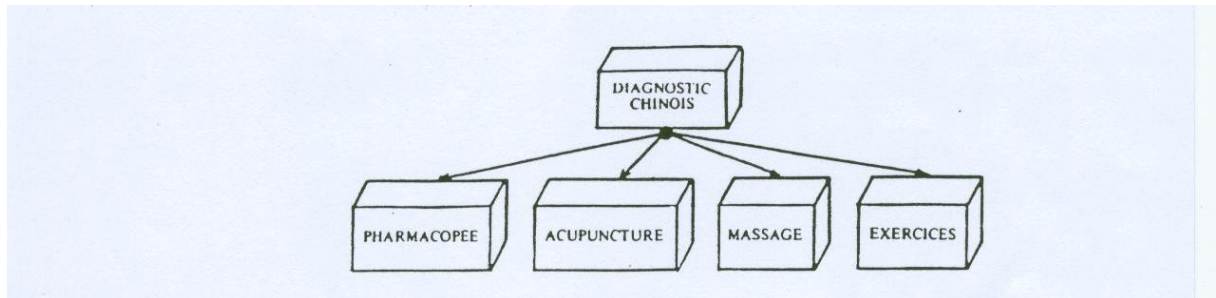 DIAGNOSTIC
CHINOIS
PHARMACOPEE
ACUPUNCTURE
MASSAGE
EXERCICES